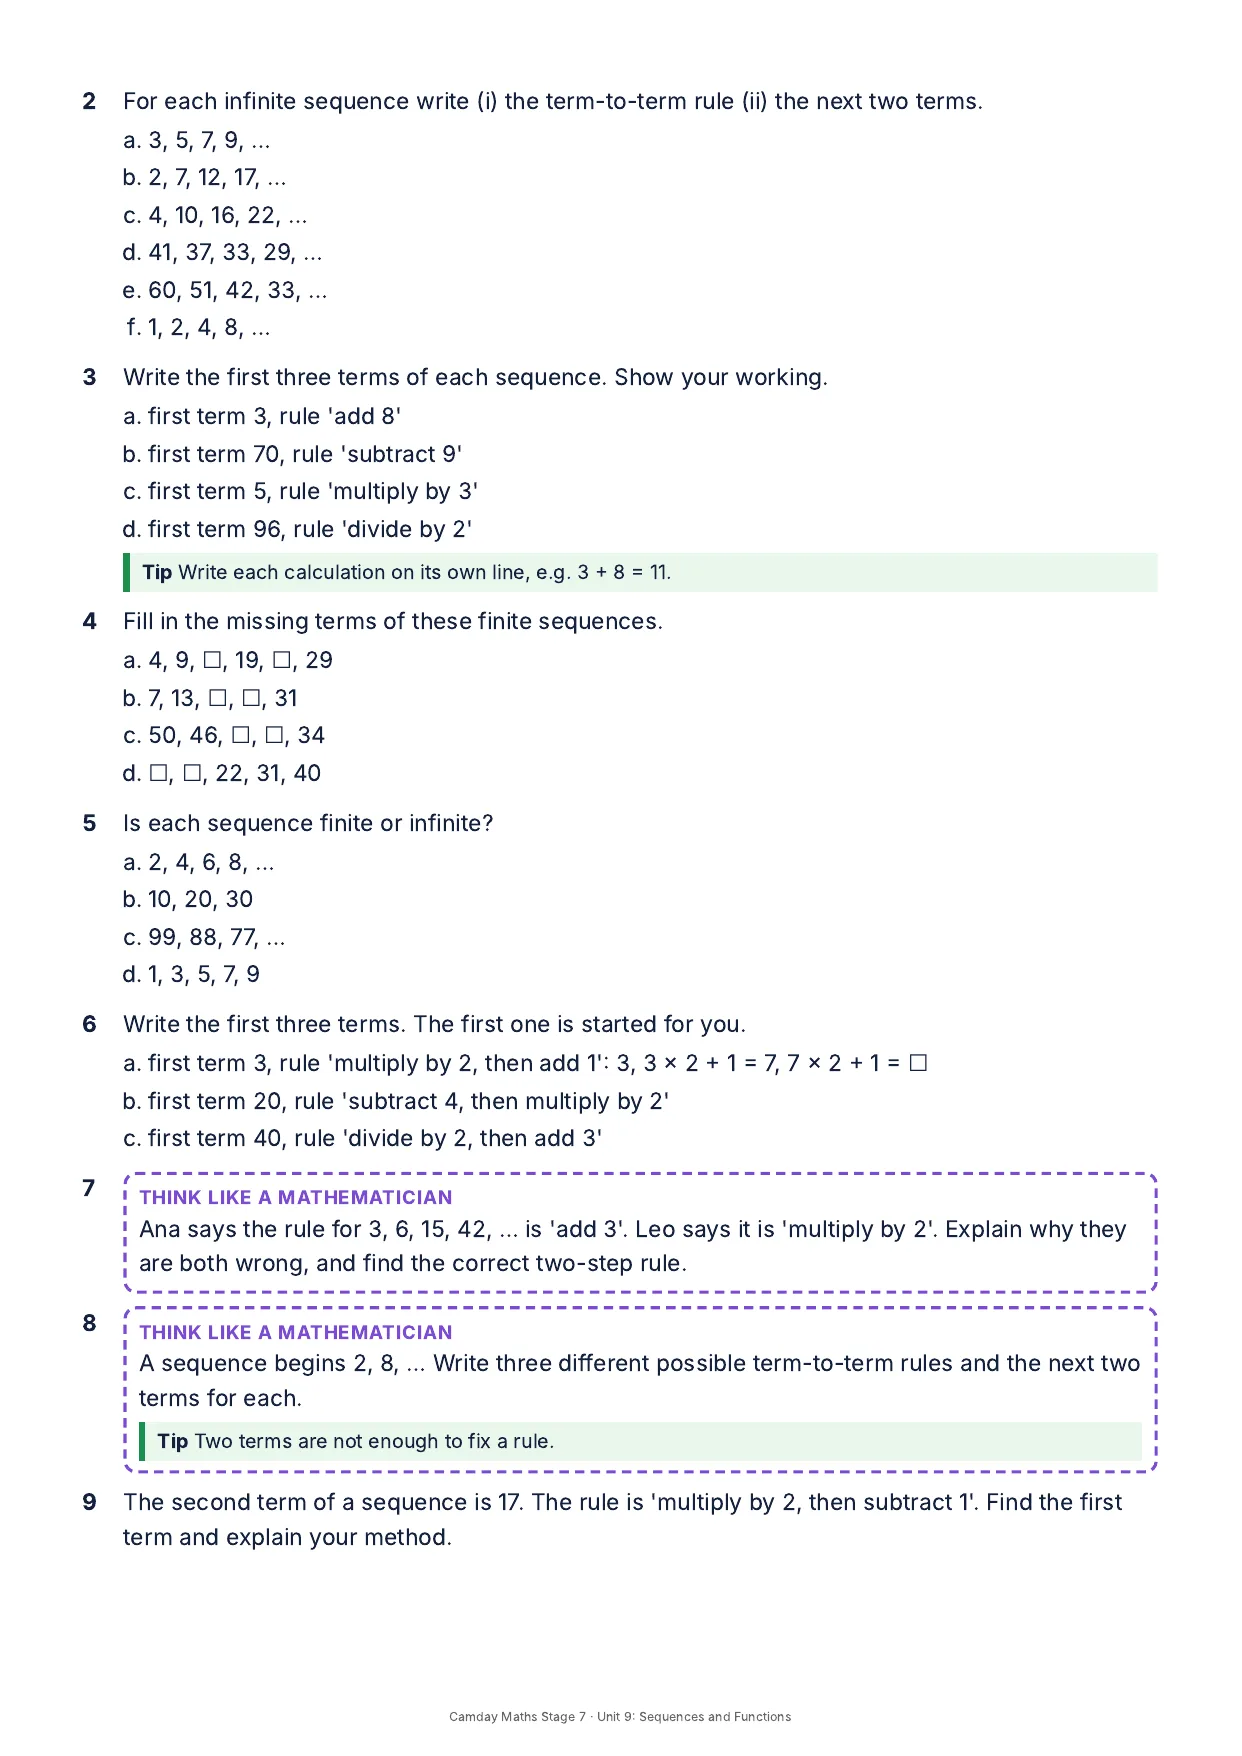 2 For each infinite sequence write (i) the term-to-term rule (ii) the next two terms.
a. 3, 5, 7, 9, ...
b. 2, 7, 12, 17, ...
c. 4, 10, 16, 22, ...
d. 41, 37, 33, 29, ...
e. 60, 51, 42, 33, ...
f. 1, 2, 4, 8, ...
3 Write the first three terms of each sequence. Show your working.
a. first term 3, rule 'add 8'
b. first term 70, rule 'subtract 9'
c. first term 5, rule 'multiply by 3'
d. first term 96, rule 'divide by 2'
Tip Write each calculation on its own line, e.g. 3 + 8 = 11.
4 Fill in the missing terms of these finite sequences.
a. 4, 9, □, 19, □, 29
b. 7, 13, □, □, 31
c. 50, 46, □, □, 34
d. □, □, 22, 31, 40
5 Is each sequence finite or infinite?
a. 2, 4, 6, 8, ...
b. 10, 20, 30
c. 99, 88, 77, ...
d. 1, 3, 5, 7, 9
6 Write the first three terms. The first one is started for you.
a. first term 3, rule 'multiply by 2, then add 1': 3, 3 × 2 + 1 = 7, 7 × 2 + 1 = □
b. first term 20, rule 'subtract 4, then multiply by 2'
c. first term 40, rule 'divide by 2, then add 3'
7 THINK LIKE A MATHEMATICIAN
Ana says the rule for 3, 6, 15, 42, ... is 'add 3'. Leo says it is 'multiply by 2'. Explain why they
are both wrong, and find the correct two-step rule.
8 THINK LIKE A MATHEMATICIAN
A sequence begins 2, 8, ... Write three different possible term-to-term rules and the next two
terms for each.
Tip Two terms are not enough to fix a rule.
9 The second term of a sequence is 17. The rule is 'multiply by 2, then subtract 1'. Find the first
term and explain your method.
Camday Maths Stage 7 · Unit 9: Sequences and Functions